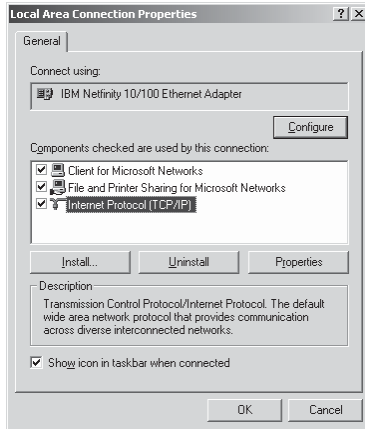 Local Area Connection Properties
General
Connect using:
IBM Netfinity 10/100 Ethernet Adapter
Configure
Components checked are used by this connection:
Client for Microsoft Networks
File and Printer Sharing for Microsoft Networks
Internet Protocol (TCP/IP)
Install...
Uninstall
Properties
Description
Transmission Control Protocol/Internet Protocol. The default
wide area network protocol that provides communication
across diverse interconnected networks.
Show icon in taskbar when connected
OK
Cancel